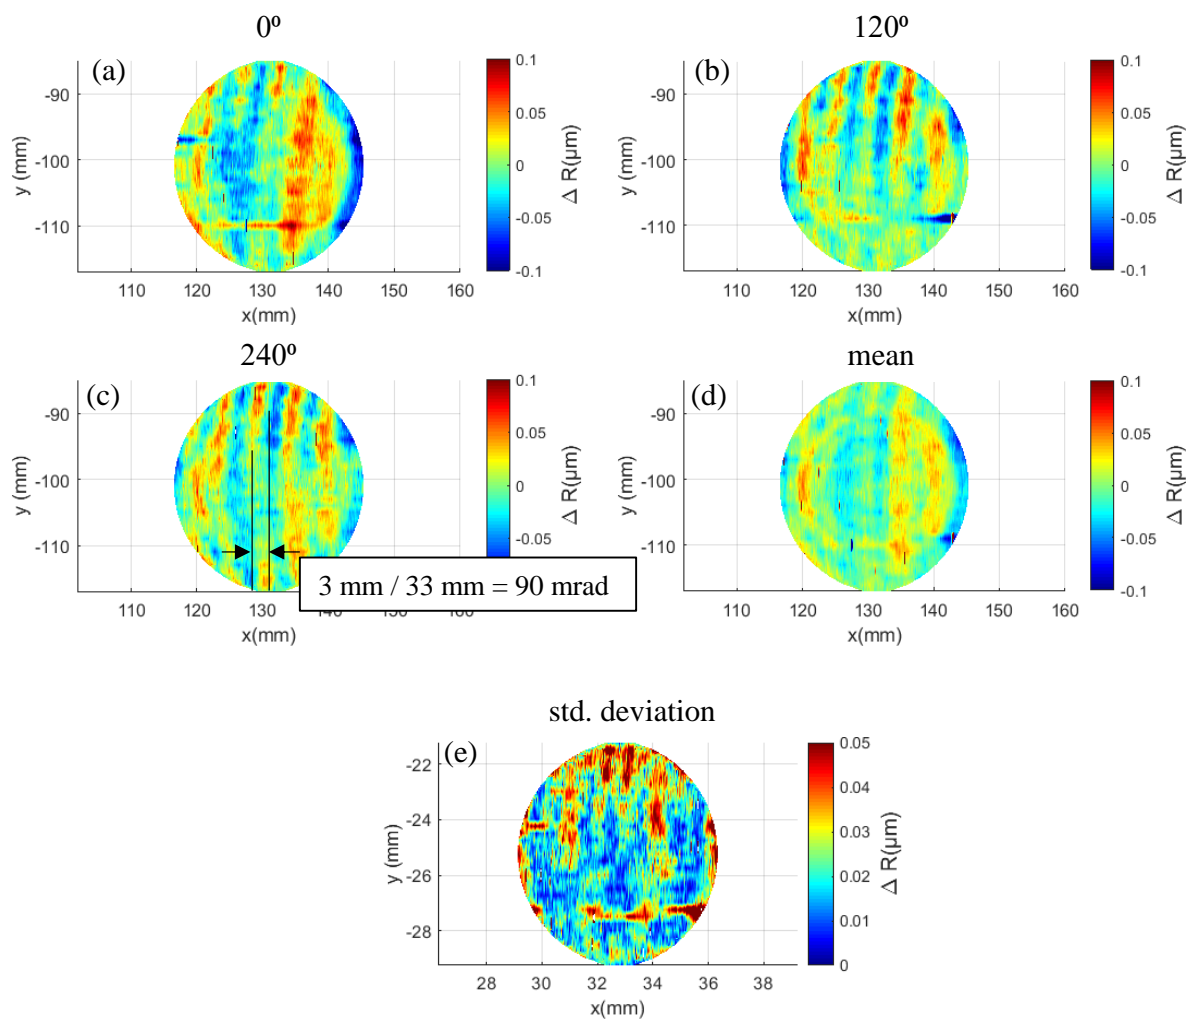 0º
120º
(a)
(b)
-90
-100
-110
110
120
130
140
150
160
x(mm)
y (mm)
0.1
0.05
0
-0.05
-0.1
Δ R(μm)
-90
-100
-110
110
120
130
140
150
160
x(mm)
y (mm)
0.1
0.05
0
-0.05
-0.1
Δ R(μm)
240º
mean
(c)
(d)
-90
-100
-110
110
120
130
140
150
160
x(mm)
y (mm)
0.1
0.05
0
-0.05
Δ R(μm)
3 mm / 33 mm = 90 mrad
-90
-100
-110
110
120
130
140
150
160
x(mm)
y (mm)
0.1
0.05
0
-0.05
-0.1
Δ R(μm)
std. deviation
(e)
-22
-24
-26
-28
28
30
32
34
36
38
x(mm)
y (mm)
0.05
0.04
0.03
0.02
0.01
0
Δ R(μm)